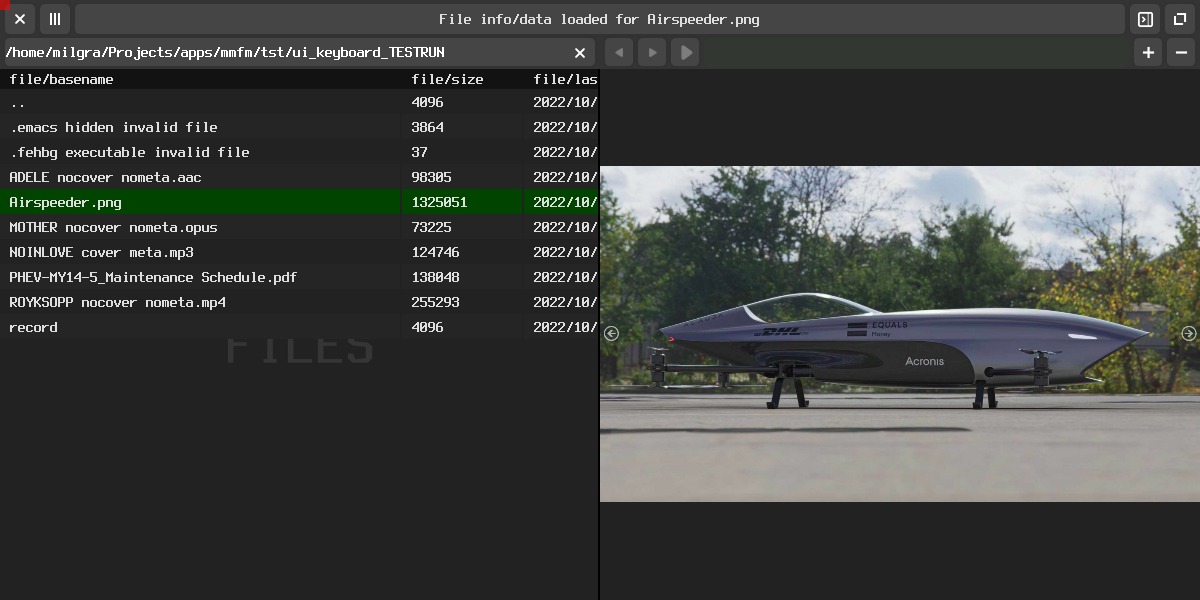 File info/data loaded for Airspeeder.png
/home/milgra/Projects/apps/mmfm/tst/ui_keyboard_TESTRUN
file/basename file/size file/las
.. 4096 2022/10/
.emacs hidden invalid file 3864 2022/10/
.fehbg executable invalid file 37 2022/10/
ADELE nocover nometa.aac 98305 2022/10/
Airspeeder.png 1325051 2022/10/
MOTHER nocover nometa.opus 73225 2022/10/
NOINLOVE cover meta.mp3 124746 2022/10/
PHEV-MY14-5_Maintenance Schedule.pdf 138048 2022/10/
ROYKSOPP nocover nometa.mp4 255293 2022/10/
record 4096 2022/10/
FILES
DHL
EQUALS
Money
Acronis